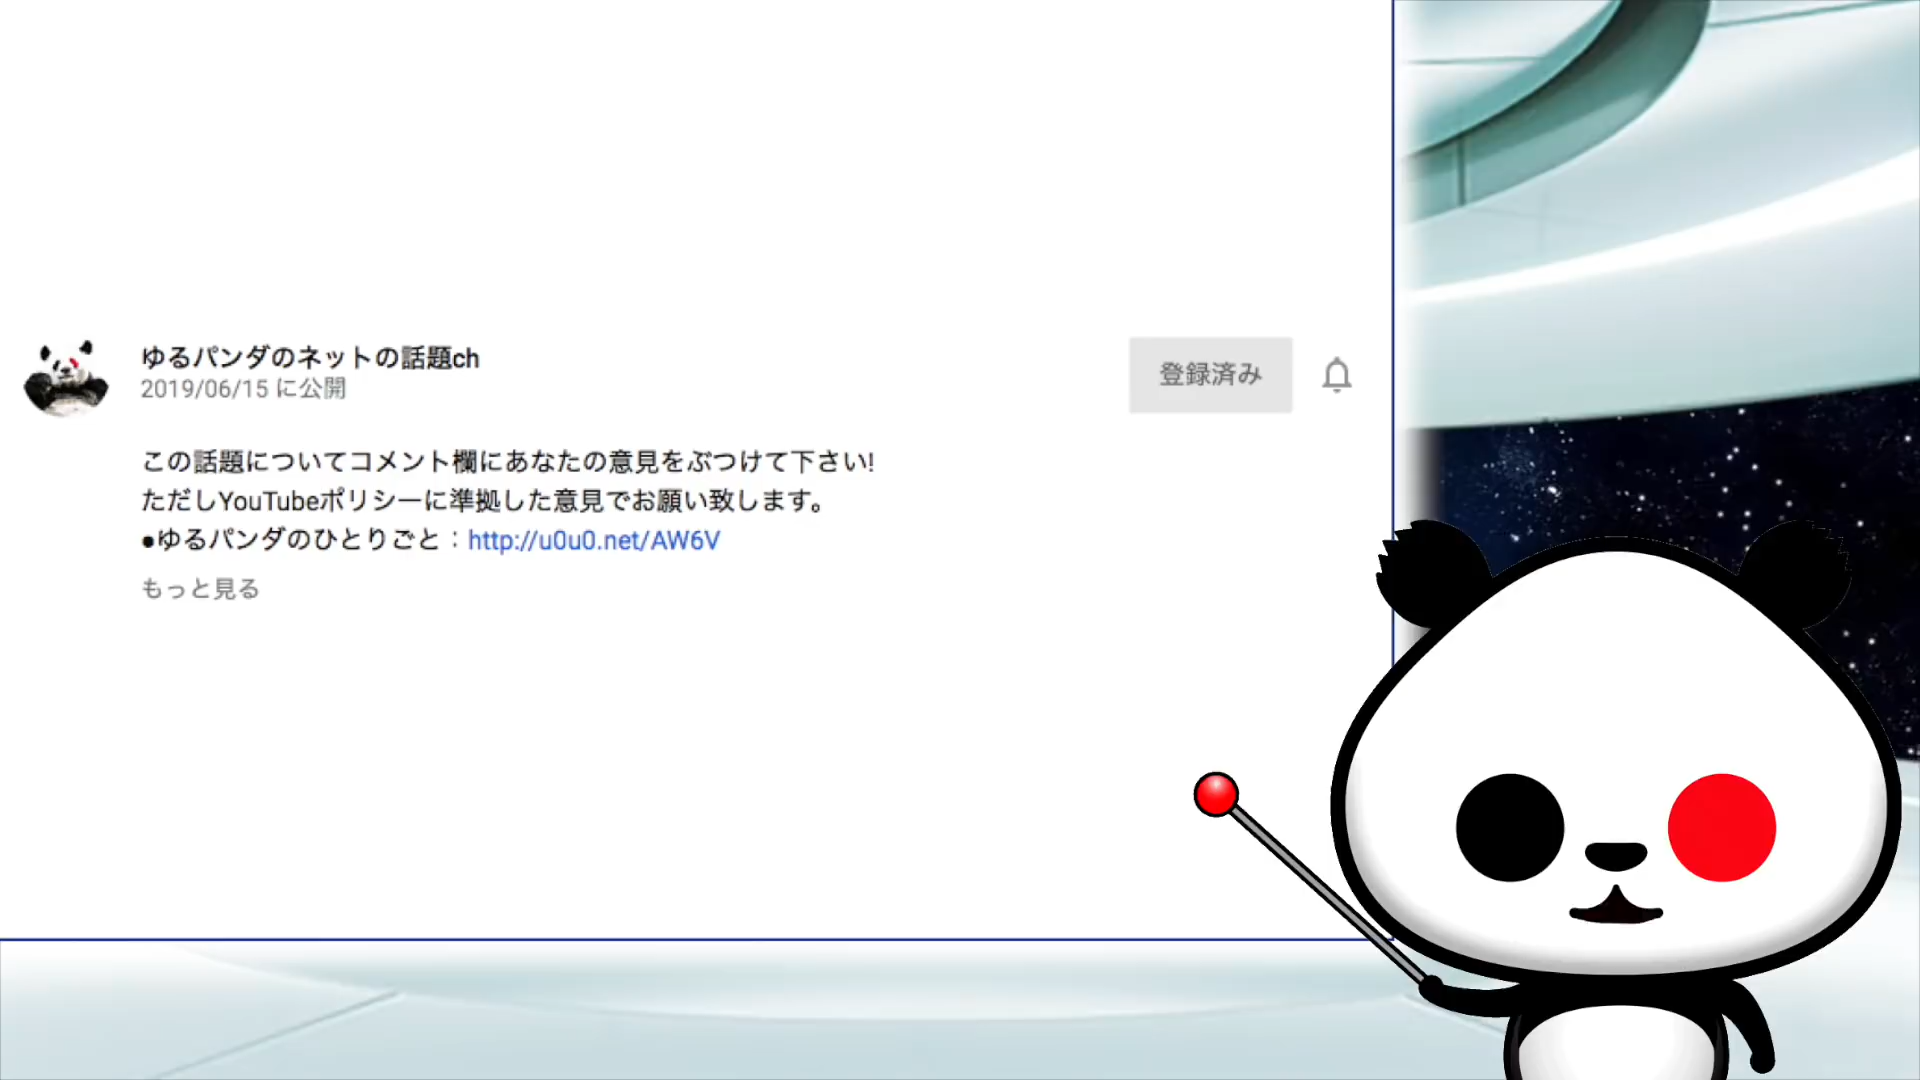 ゆるパンダのネットの話題ch
2019/06/15 に公開
登録済み
この話題についてコメント欄にあなたの意見をぶつけて下さい!
ただしYouTubeポリシーに準拠した意見でお願い致します。
●ゆるパンダのひとりごと：http://u0u0.net/AW6V
もっと見る